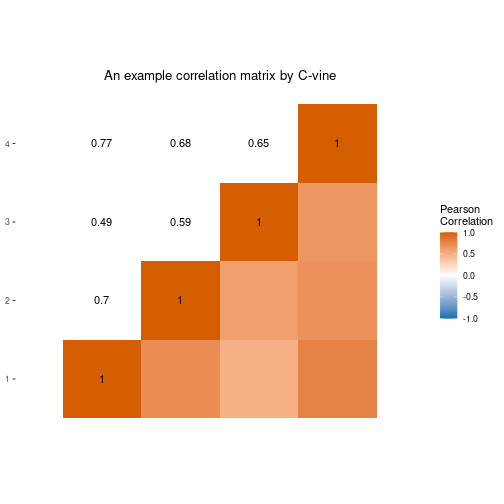 An example correlation matrix by C-vine
4
0.77 0.68 0.65 1
3
0.49 0.59 1
2
0.7 1
1
1
Pearson
Correlation
1.0
0.5
0.0
-0.5
-1.0